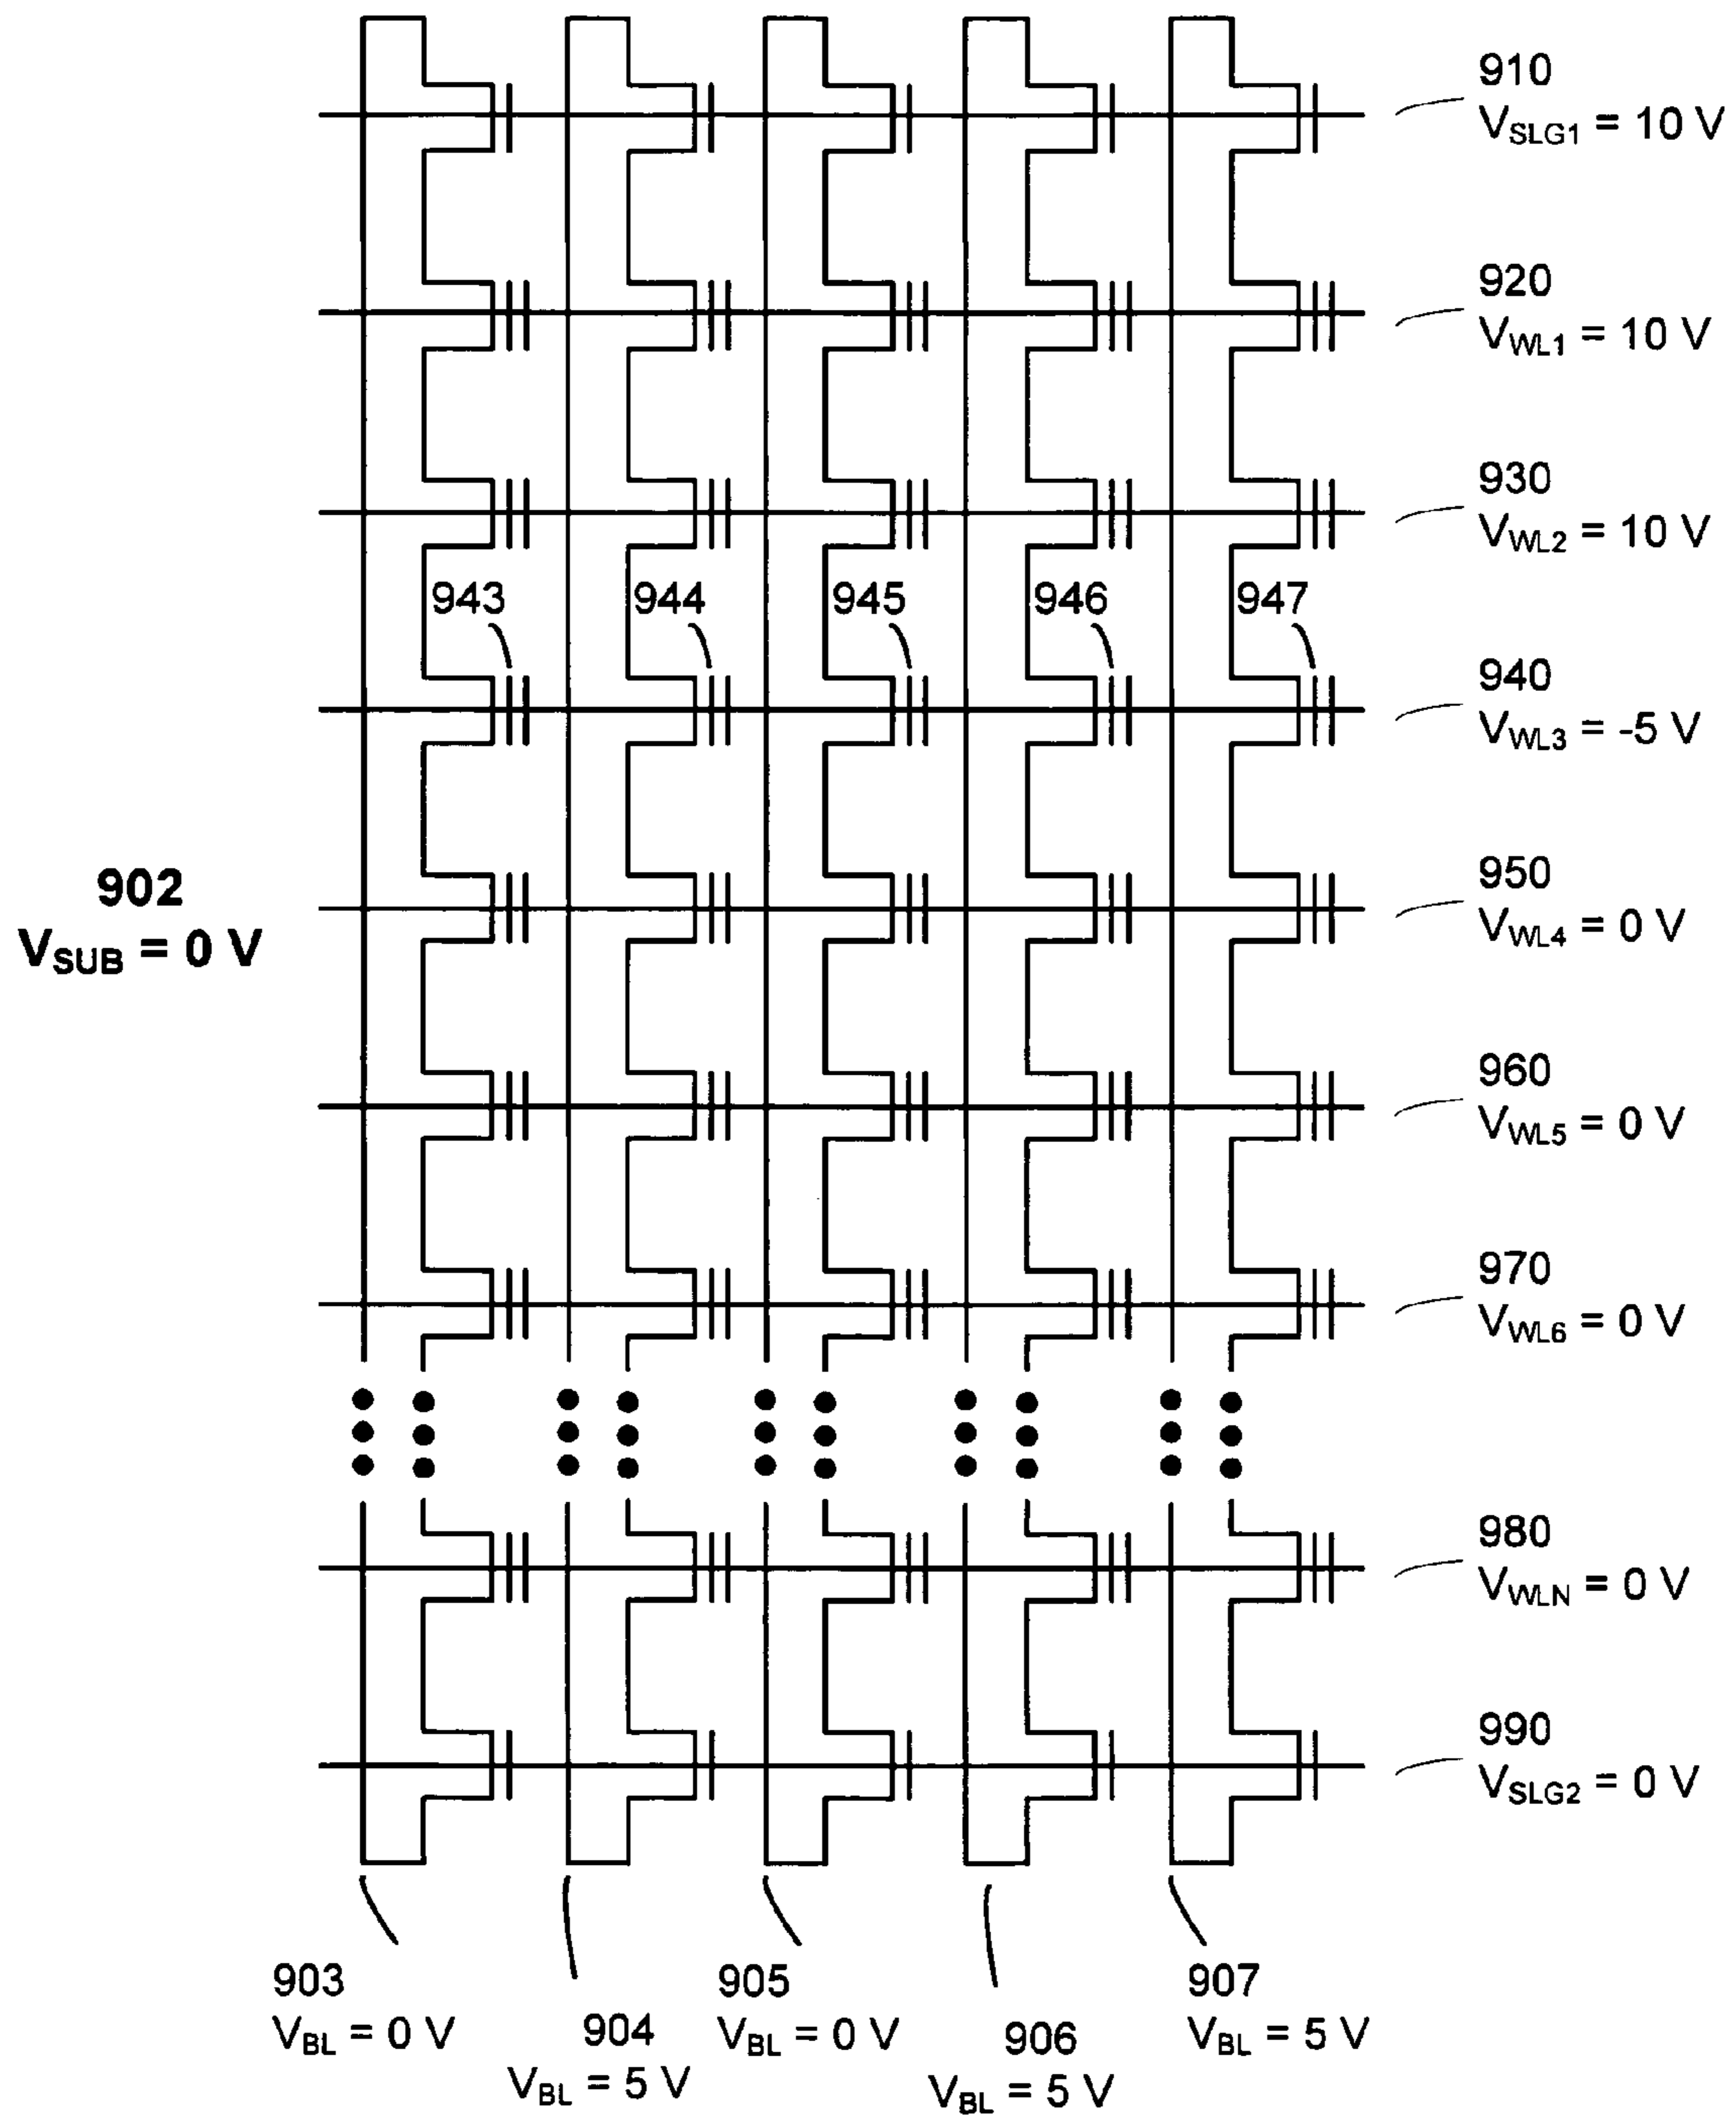 910
VSLG1 = 10 V
920
VWL1 = 10 V
930
VWL2 = 10 V
943 944 945 946 947
940
VWL3 = -5 V
902
VSUB = 0 V
950
VWL4 = 0 V
960
VWL5 = 0 V
970
VWL6 = 0 V
980
VWLN = 0 V
990
VSLG2 = 0 V
903
VBL = 0 V
904
VBL = 5 V
905
VBL = 0 V
906
VBL = 5 V
907
VBL = 5 V